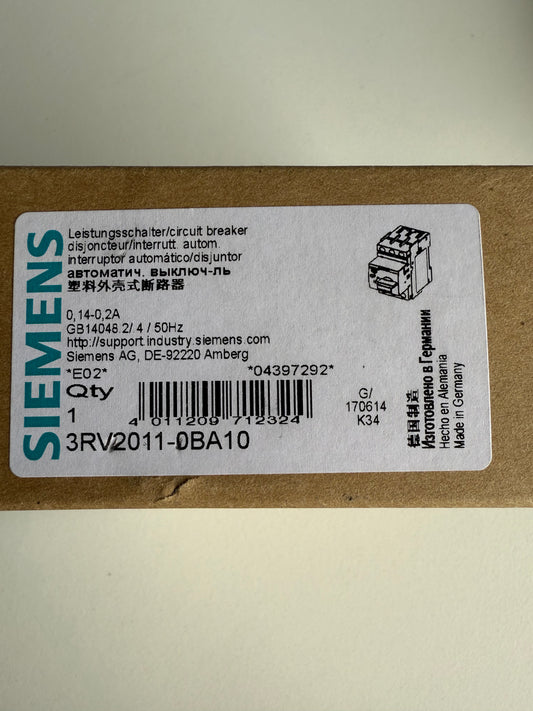 SIEMENS
Leistungsschalter/circuit breaker
disjoncteur/interrutt. autom.
interruptor automático/disjuntor
автоматич. выключ-ль
塑料外壳式断路器
0,14-0,2A
GB14048.2/ 4 / 50Hz
http://support.industry.siemens.com
Siemens AG, DE-92220 Amberg
*E02* *04397292*
Qty
1
4 011209 712324
G/
170614
K34
3RV2011-0BA10
德国制造
Изготовлено в Германии
Hecho en Alemania
Made in Germany